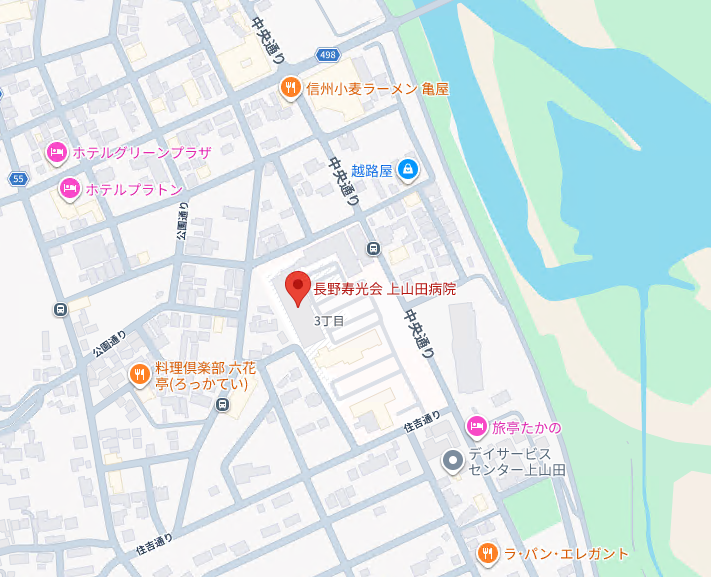 中央通り
498
信州小麦ラーメン 亀屋
ホテルグリーンプラザ
越路屋
55
ホテルプラトン
中央通り
公園通り
長野寿光会 上山田病院
3丁目
中央通り
公園通り
料理倶楽部 六花
亭(ろっかてい)
住吉通り
旅亭たかの
デイサービス
センター上山田
住吉通り
ラ・パン・エレガント